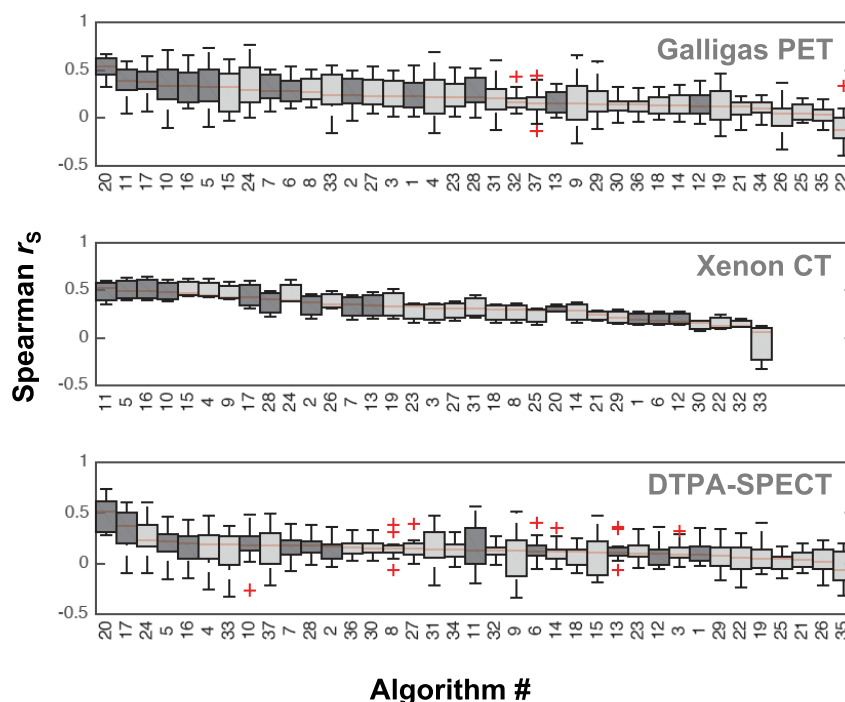 1
0.5
0
-0.5
Galligas PET
20 11 17 10 16 5 15 24 7 6 8 33 2 27 3 1 4 23 28 31 32 37 13 9 29 30 36 18 14 12 19 21 34 26 25 35 22
Spearman rs
1
0.5
0
-0.5
Xenon CT
11 5 16 10 15 4 9 17 28 24 2 26 7 13 19 23 3 27 31 18 8 25 20 14 21 29 1 6 12 30 22 32 33
1
0.5
0
-0.5
DTPA-SPECT
20 17 24 5 16 4 33 10 37 7 28 2 36 30 8 27 31 34 11 32 9 6 14 18 15 13 23 12 3 1 29 22 19 25 21 26 35
Algorithm #